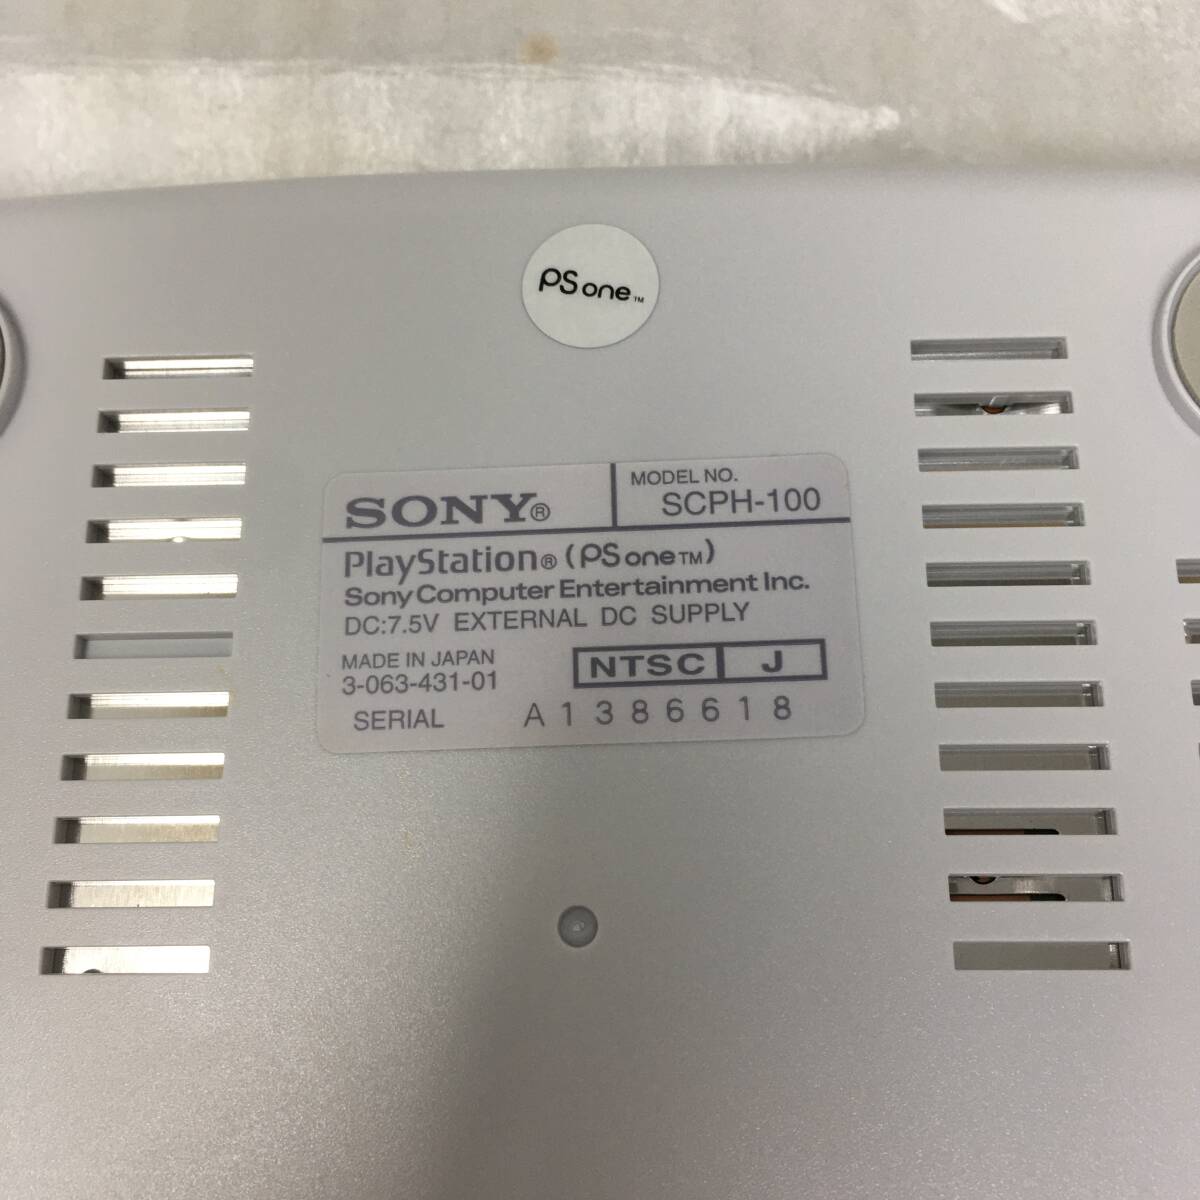 PS one™
SONY®
MODEL NO.
SCPH-100
PlayStation® (PS one™)
Sony Computer Entertainment Inc.
DC:7.5V EXTERNAL DC SUPPLY
MADE IN JAPAN
3-063-431-01
NTSC J
SERIAL A1386618